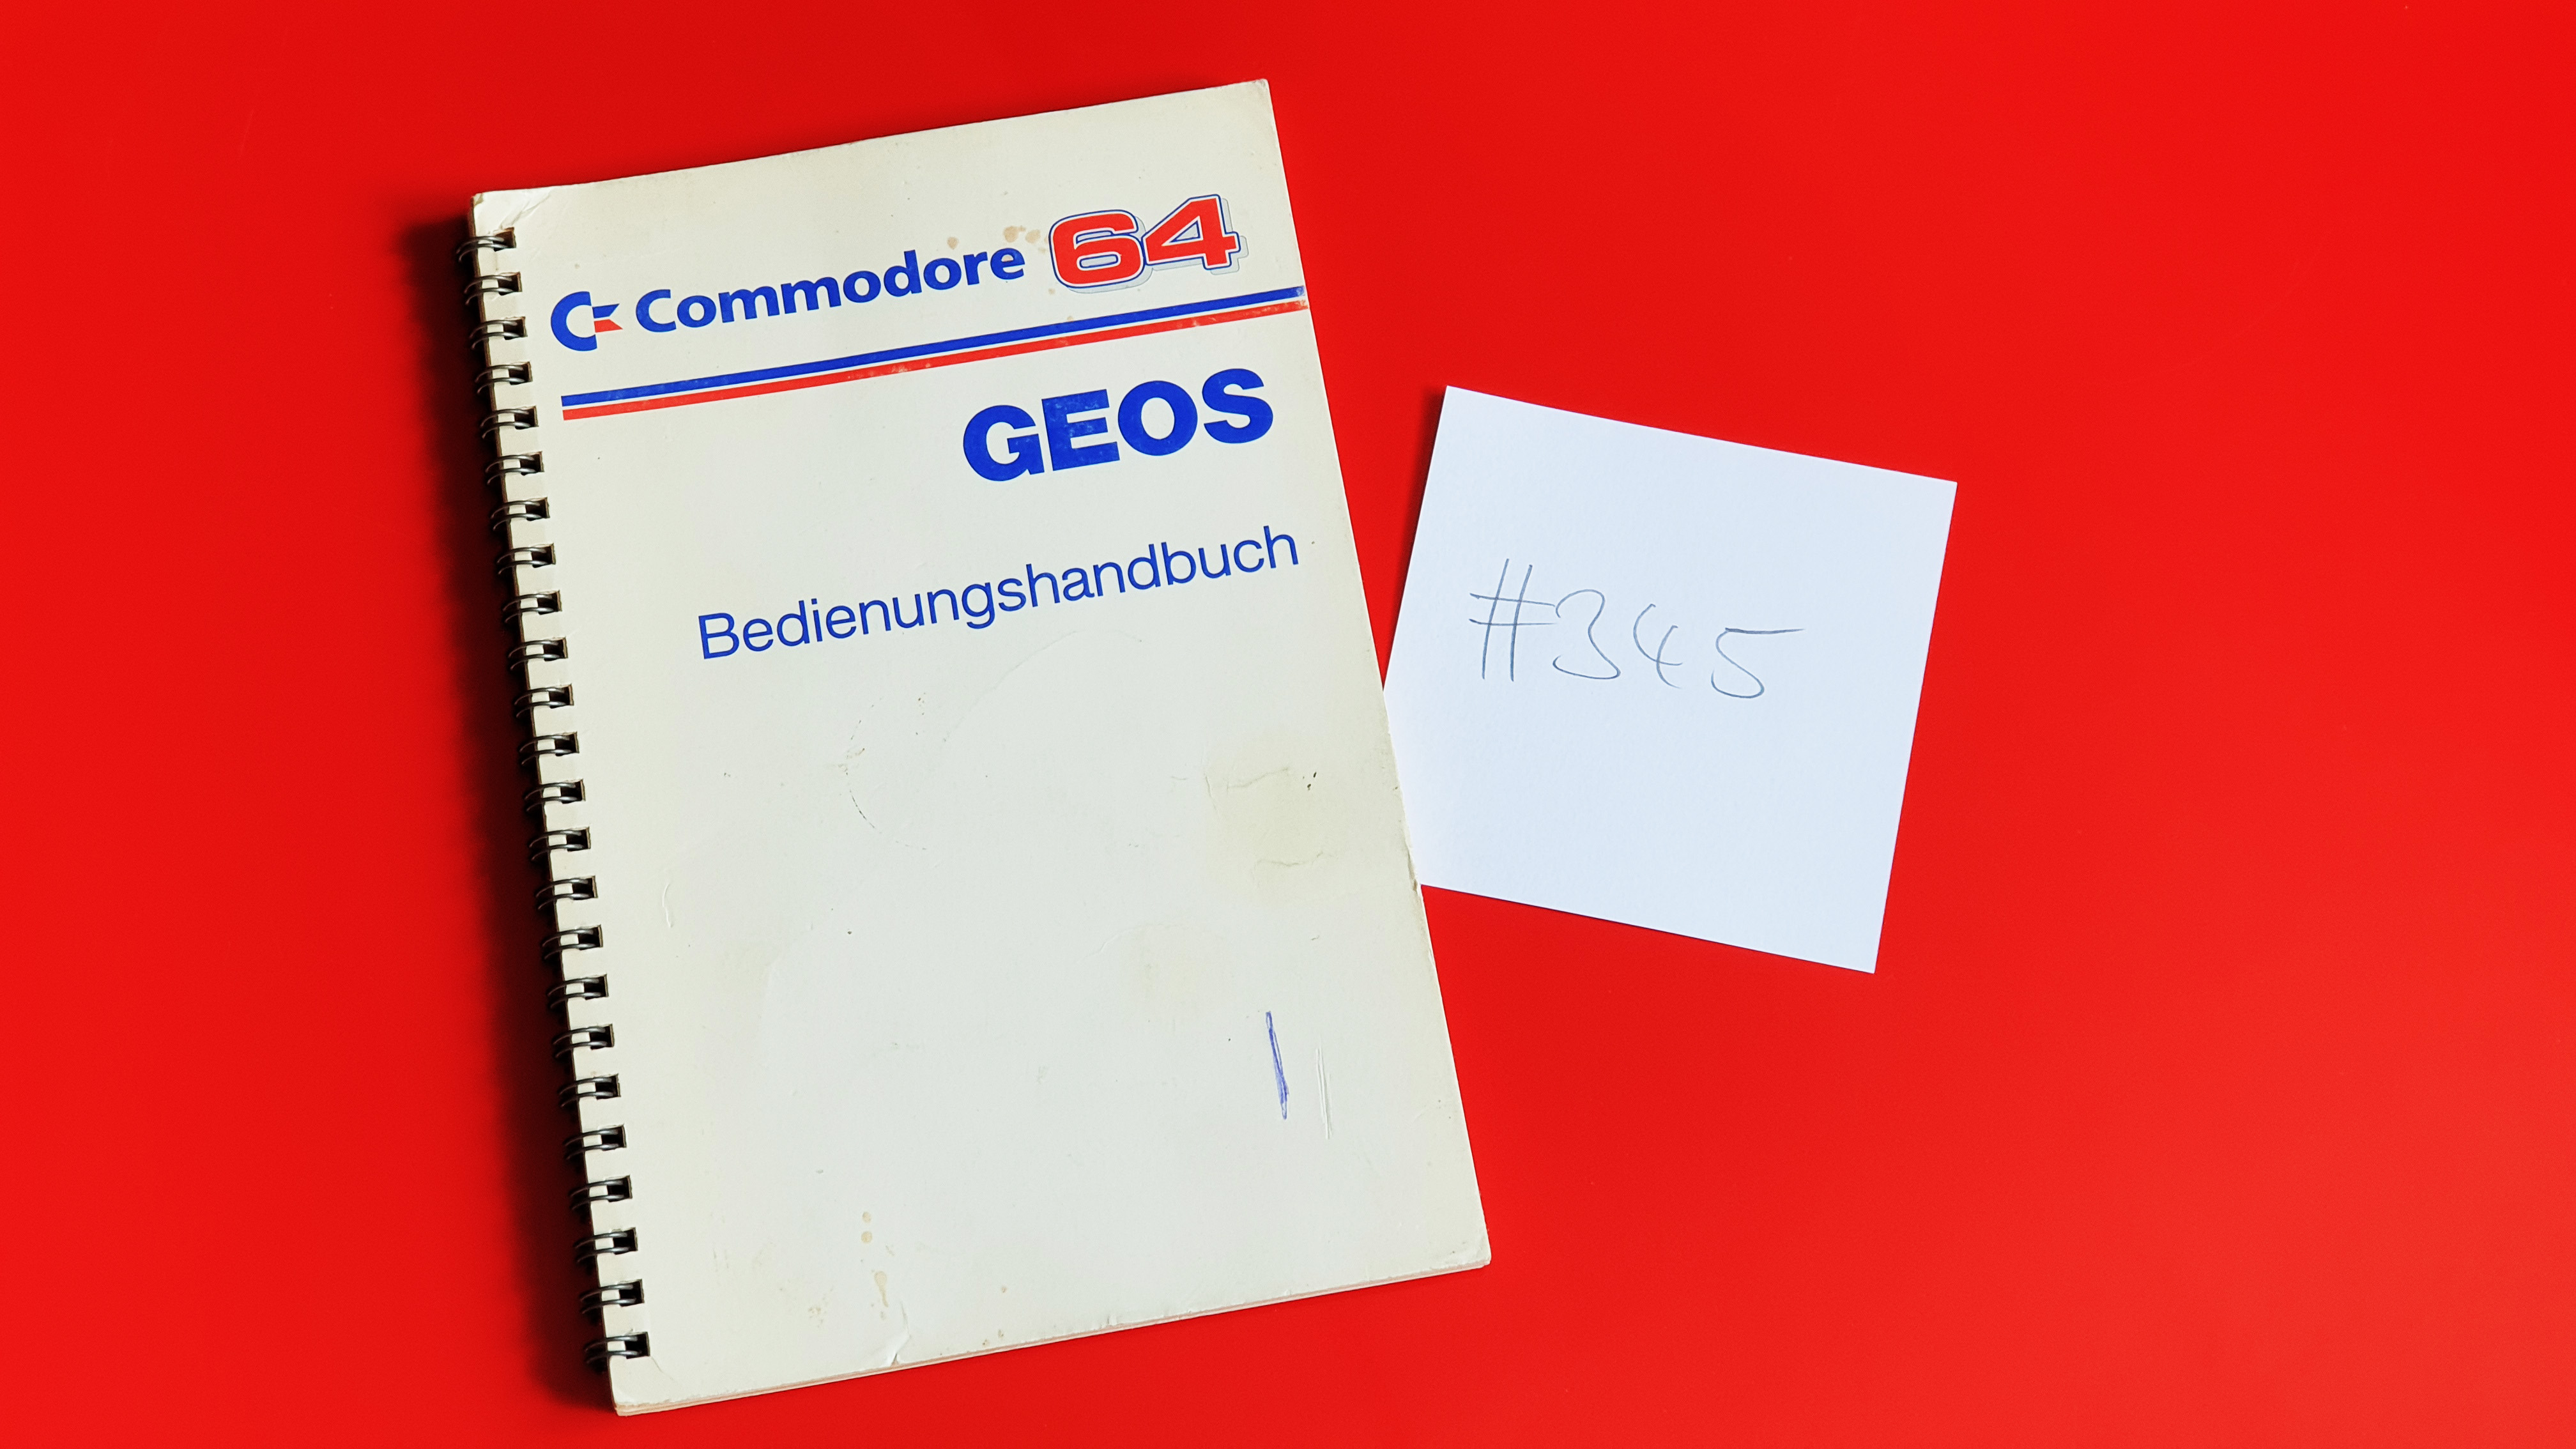 Commodore 64
GEOS
Bedienungshandbuch
#345